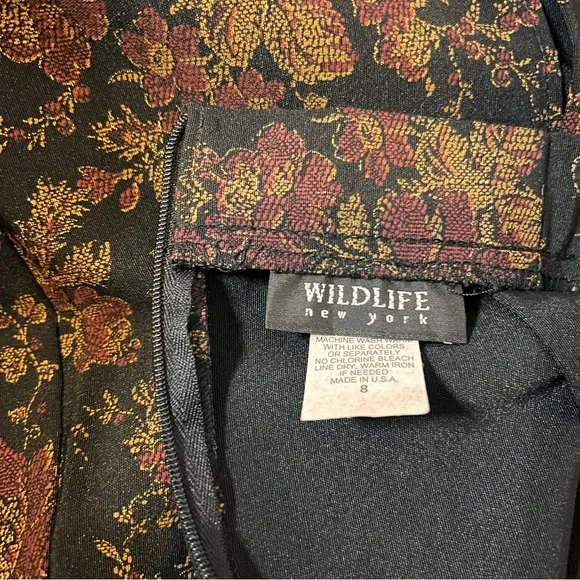 WILDLIFE
new york
MACHINE WASH WARM
WITH LIKE COLORS
OR SEPARATELY
NO CHLORINE BLEACH
LINE DRY, WARM IRON
IF NEEDED
MADE IN U.S.A.
8